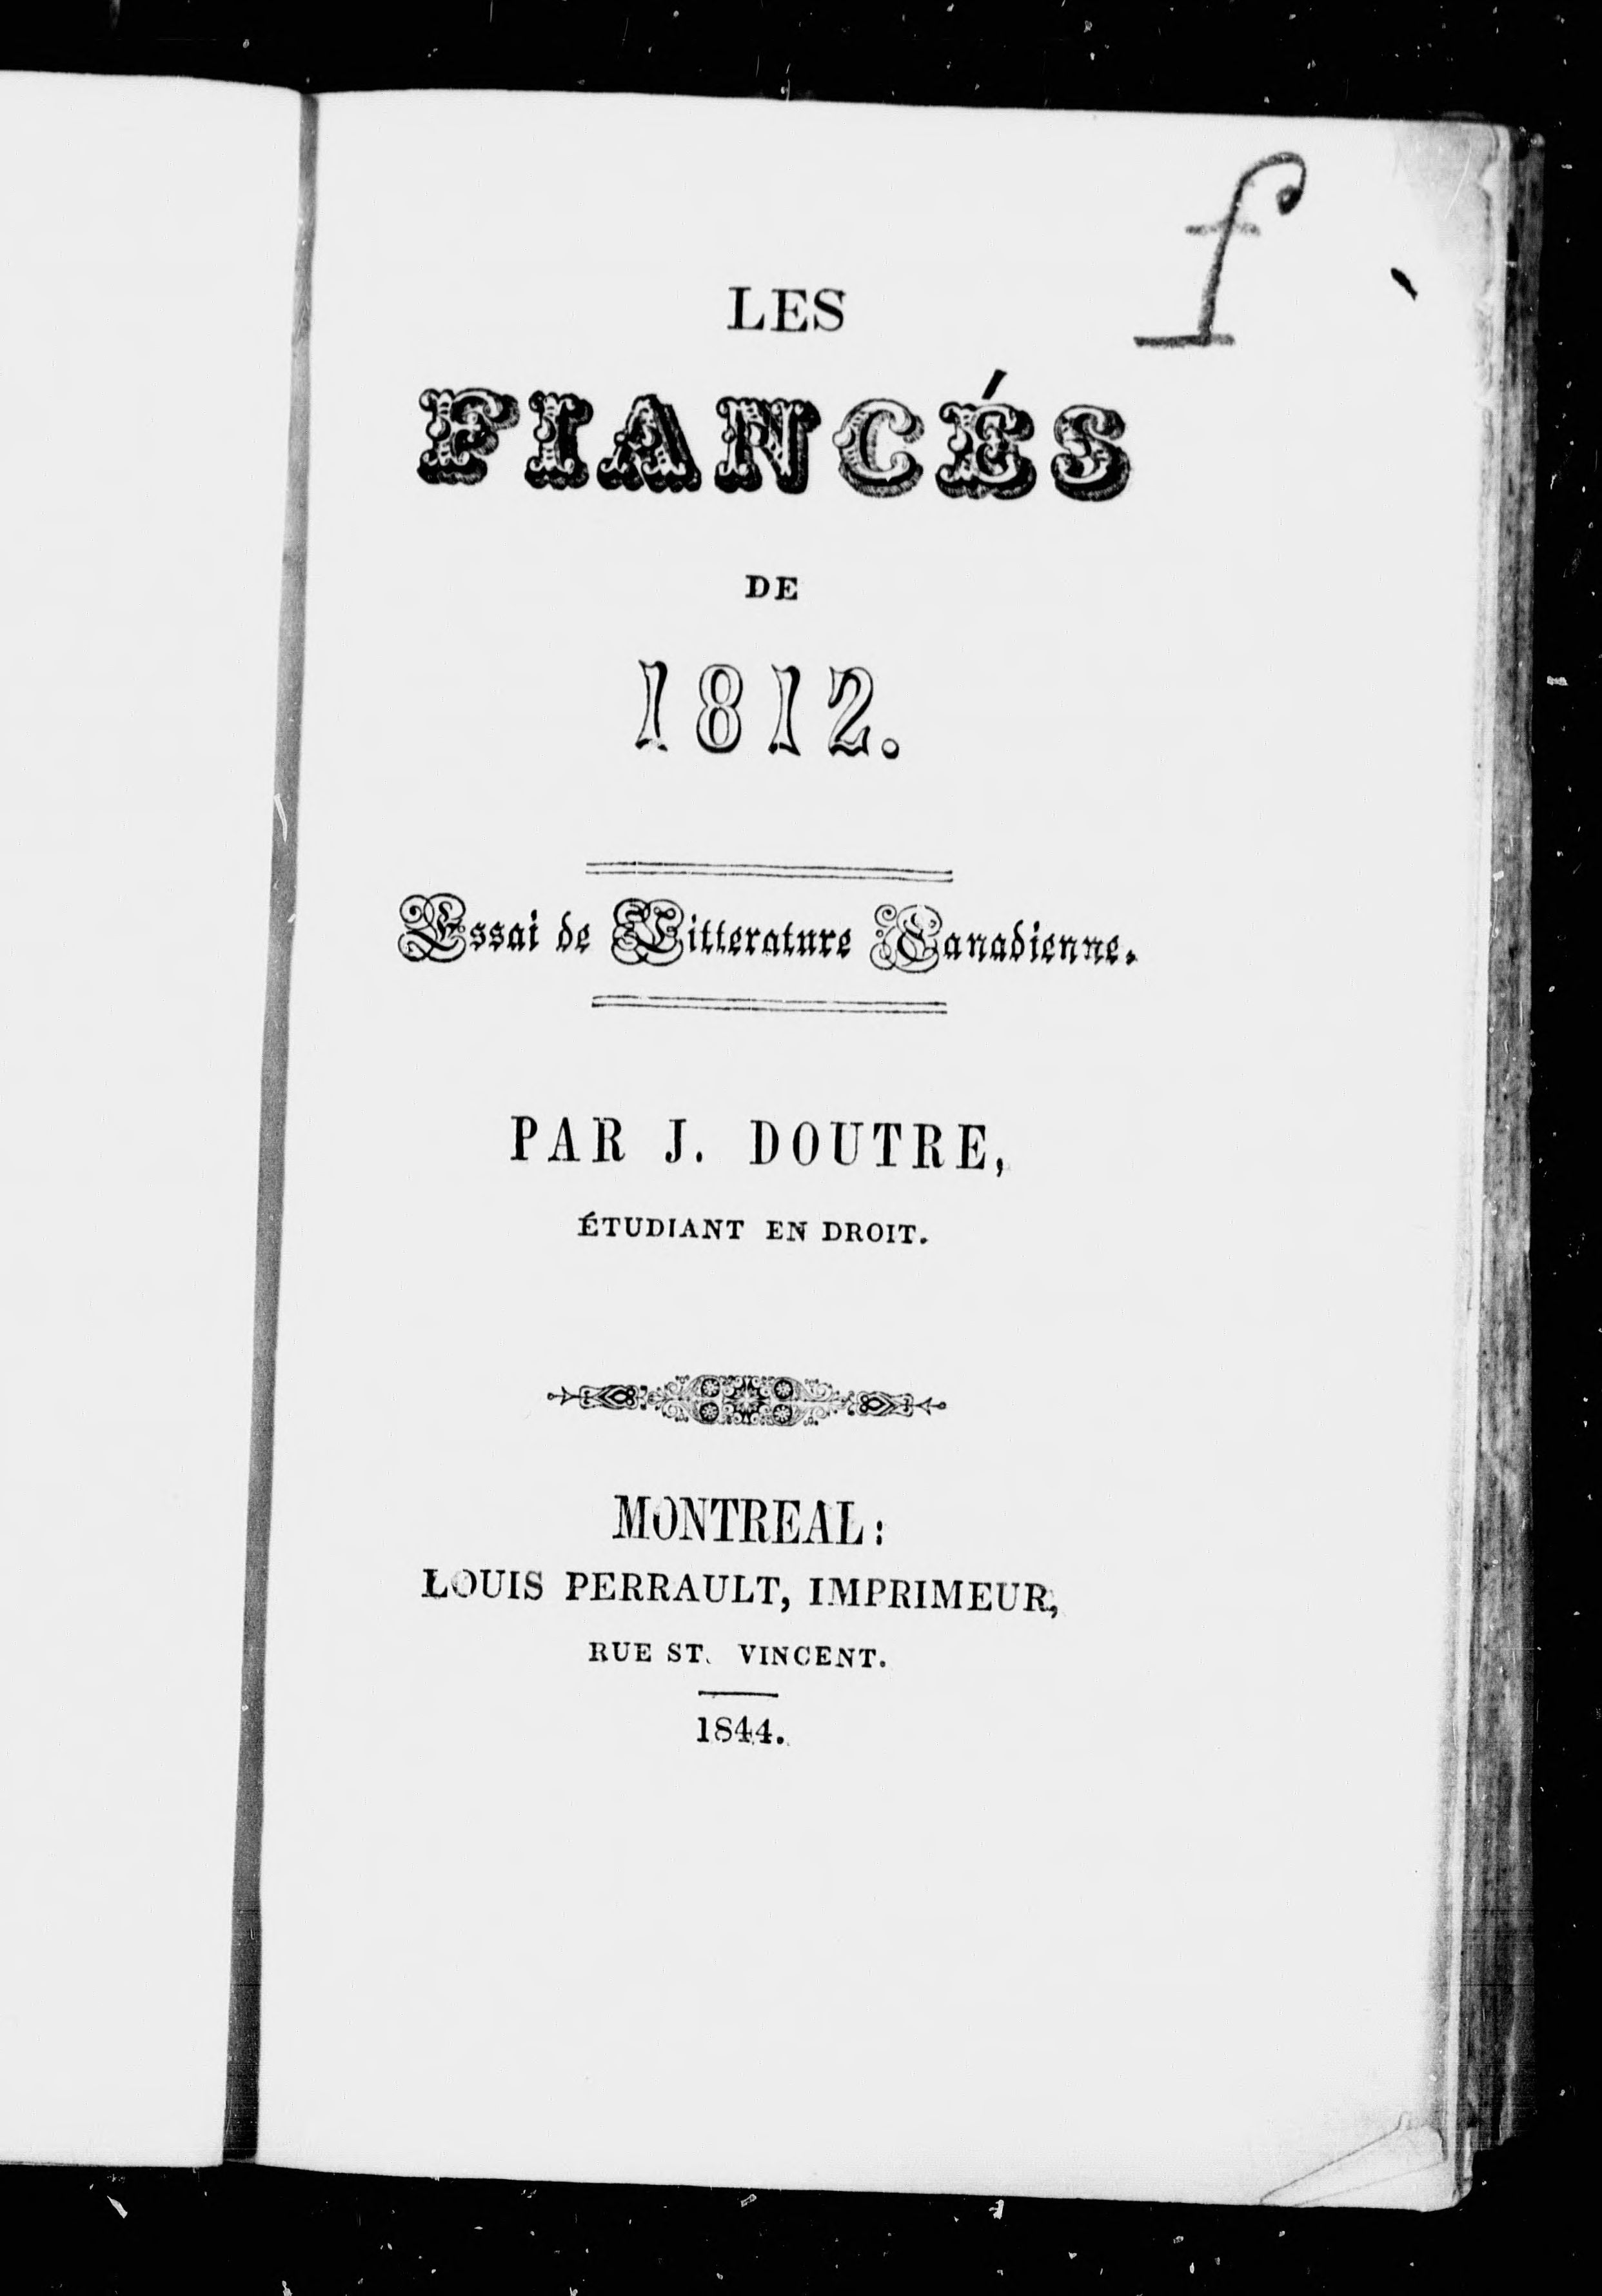 f
LES
FIANCÉS
DE
1812.
Essai de Litterature Canadienne.
PAR J. DOUTRE,
ÉTUDIANT EN DROIT.
MONTREAL:
LOUIS PERRAULT, IMPRIMEUR,
RUE ST. VINCENT.
1844.